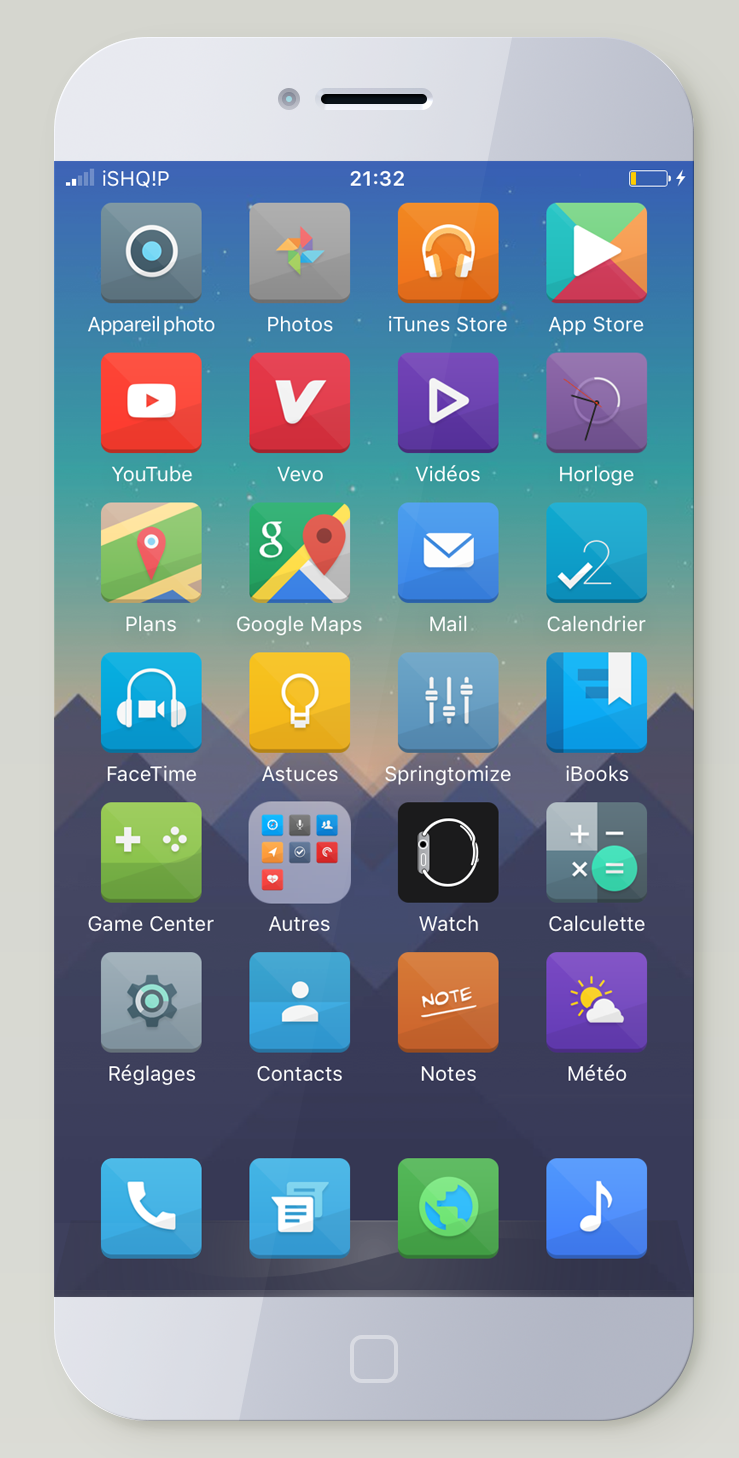 iSHQ!P 21:32
Appareil photo Photos iTunes Store App Store
YouTube Vevo Vidéos Horloge
g 2
Plans Google Maps Mail Calendrier
FaceTime Astuces Springtomize iBooks
Game Center Autres Watch Calculette
NOTE
Réglages Contacts Notes Météo